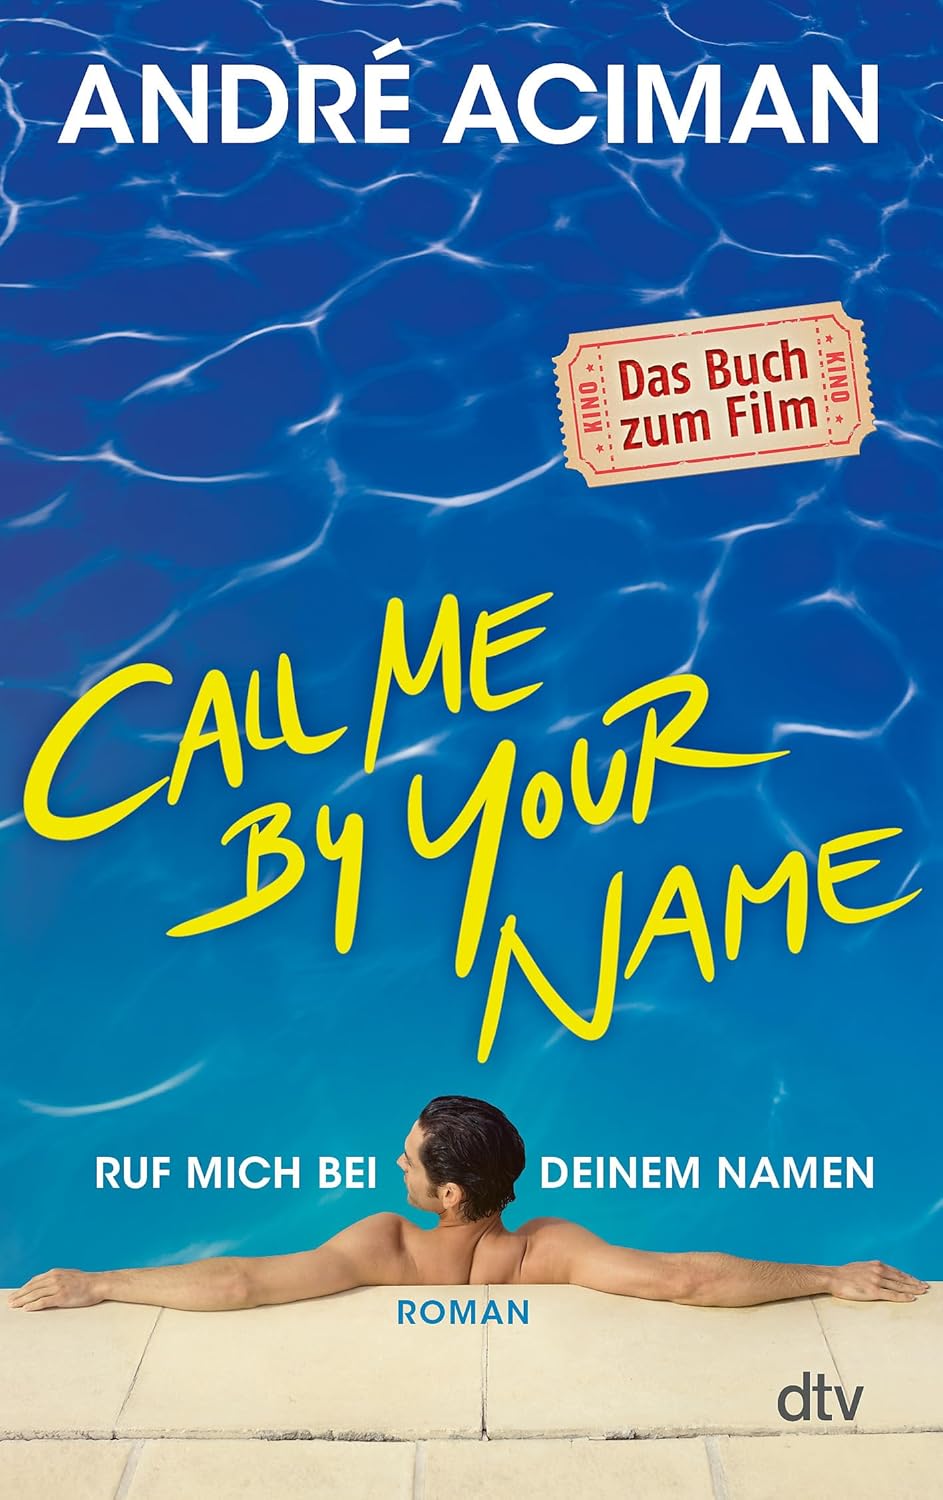 ANDRÉ ACIMAN
KINO
Das Buch
zum Film
KINO
CALL ME
BY YOUR
NAME
RUF MICH BEI DEINEM NAMEN
ROMAN
dtv